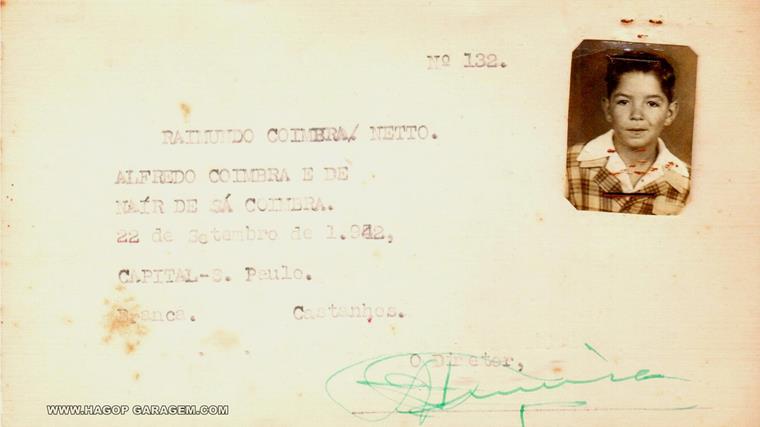 Nº 132.
RAIMUNDO COIMBRA/ NETTO.
ALFREDO COIMBRA E DE
NAÍR DE SÁ COIMBRA.
22 de Setembro de 1.942,
CAPITAL-S. Paulo.
Branca. Castanhos.
O Diretor,
WWW.HAGOP GARAGEM.COM